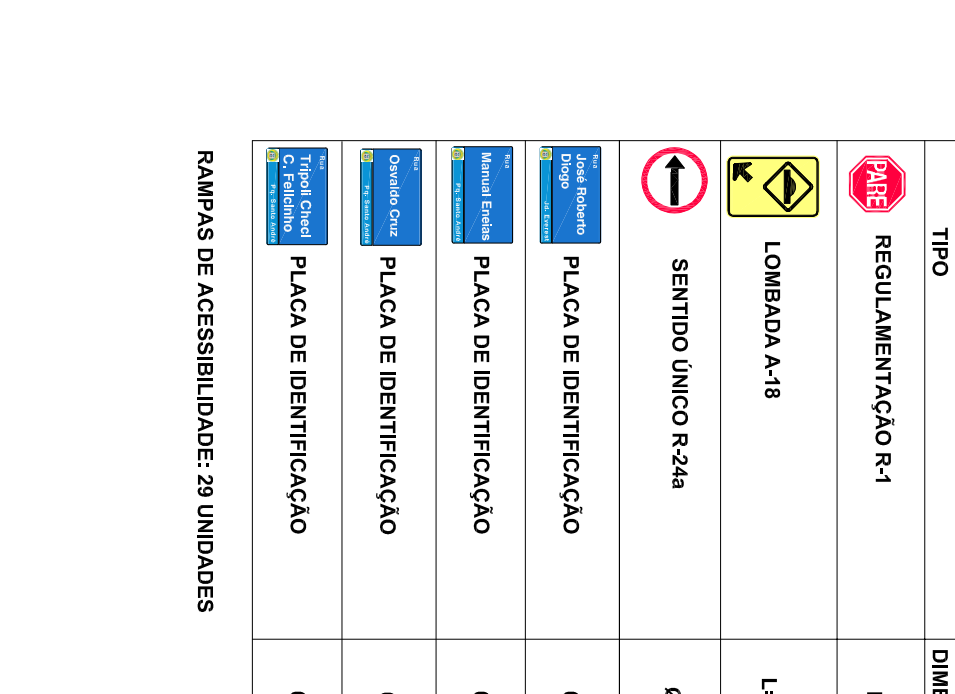 TIPO
DIME
PARE
REGULAMENTAÇÃO R-1
LOMBADA A-18
L=
SENTIDO ÚNICO R-24a
Rua
José Roberto
Diogo
Jd. Everest
PLACA DE IDENTIFICAÇÃO
Rua
Manual Eneias
Pq. Santo André
PLACA DE IDENTIFICAÇÃO
Rua
Osvaldo Cruz
Pq. Santo André
PLACA DE IDENTIFICAÇÃO
Rua
Tripoli Checi
C. Felicinho
Pq. Santo André
PLACA DE IDENTIFICAÇÃO
RAMPAS DE ACESSIBILIDADE: 29 UNIDADES